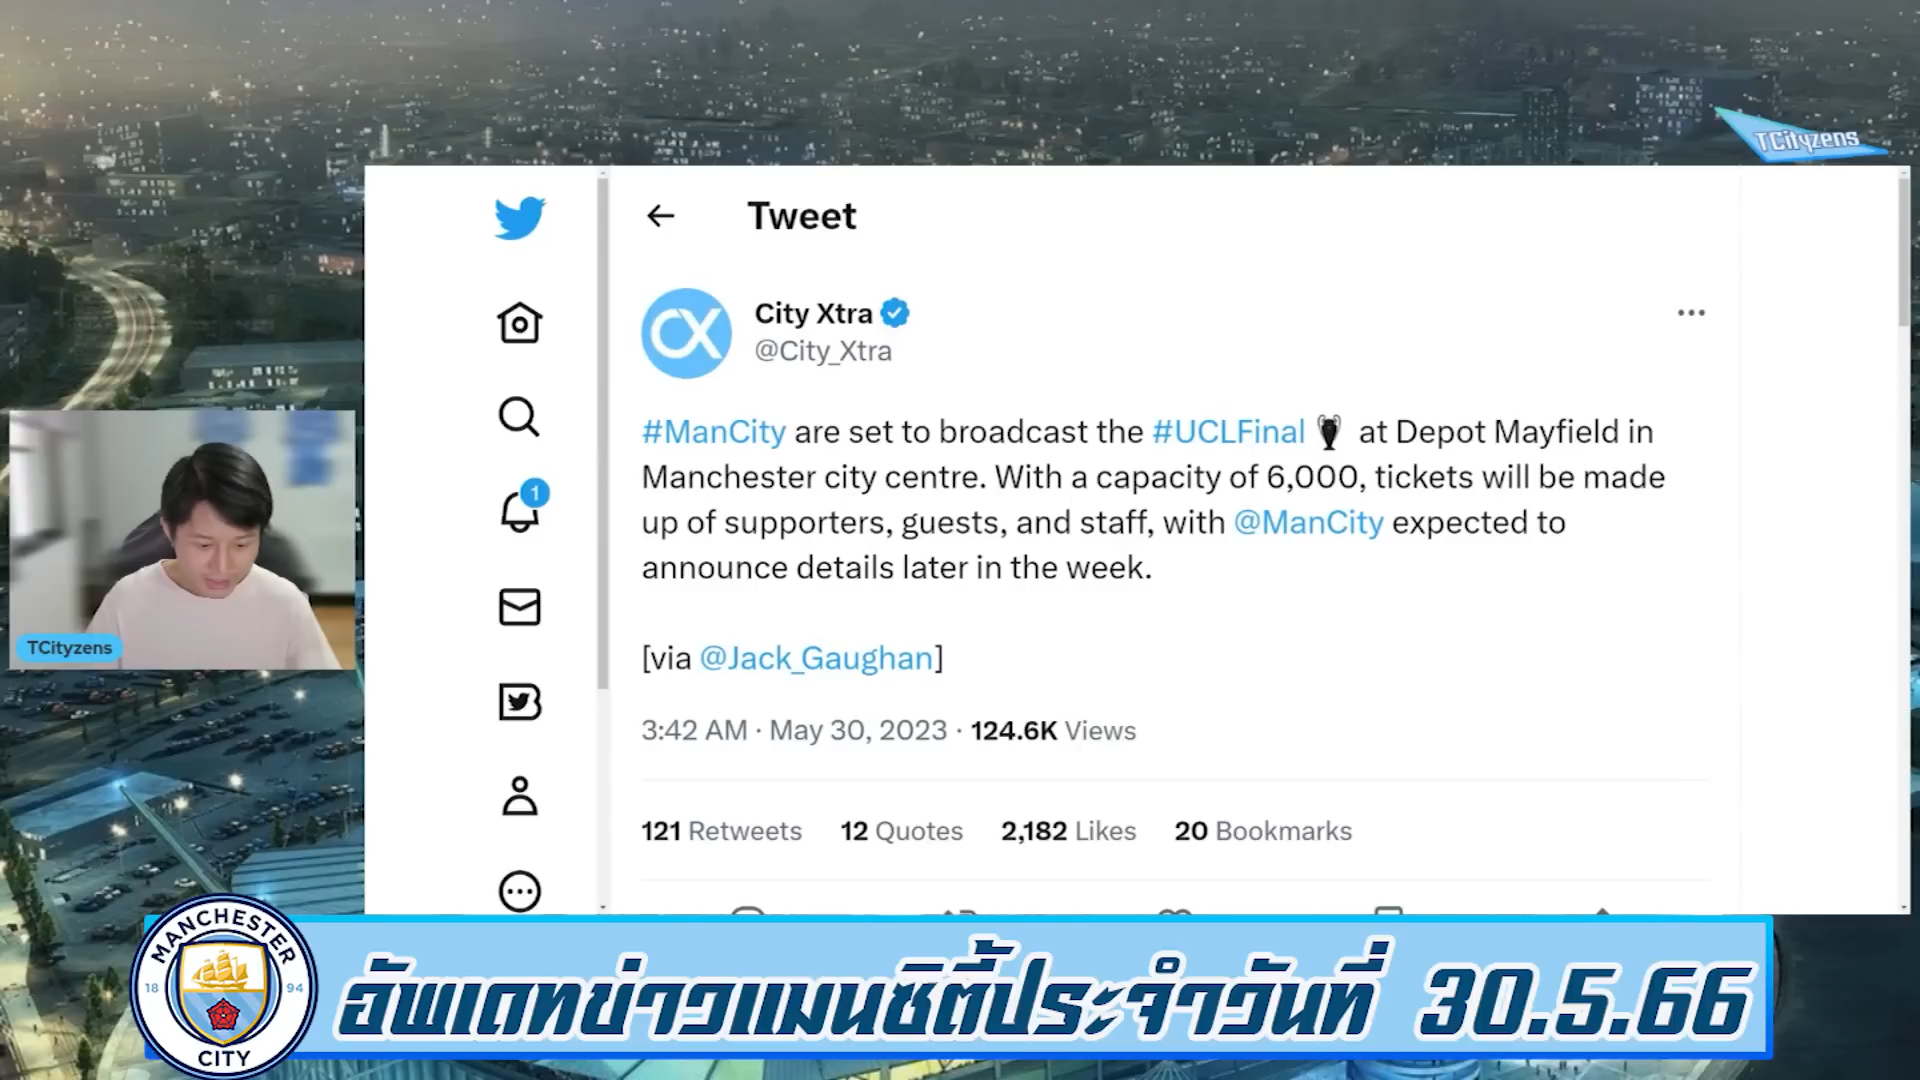 TCityzens
Tweet
City Xtra
@City_Xtra
#ManCity are set to broadcast the #UCLFinal at Depot Mayfield in
Manchester city centre. With a capacity of 6,000, tickets will be made
up of supporters, guests, and staff, with @ManCity expected to
announce details later in the week.
[via @Jack_Gaughan]
3:42 AM · May 30, 2023 · 124.6K Views
121 Retweets 12 Quotes 2,182 Likes 20 Bookmarks
1
TCityzens
MANCHESTER
18 94
CITY
อัพเดทข่าวแมนซิตี้ประจำวันที่ 30.5.66